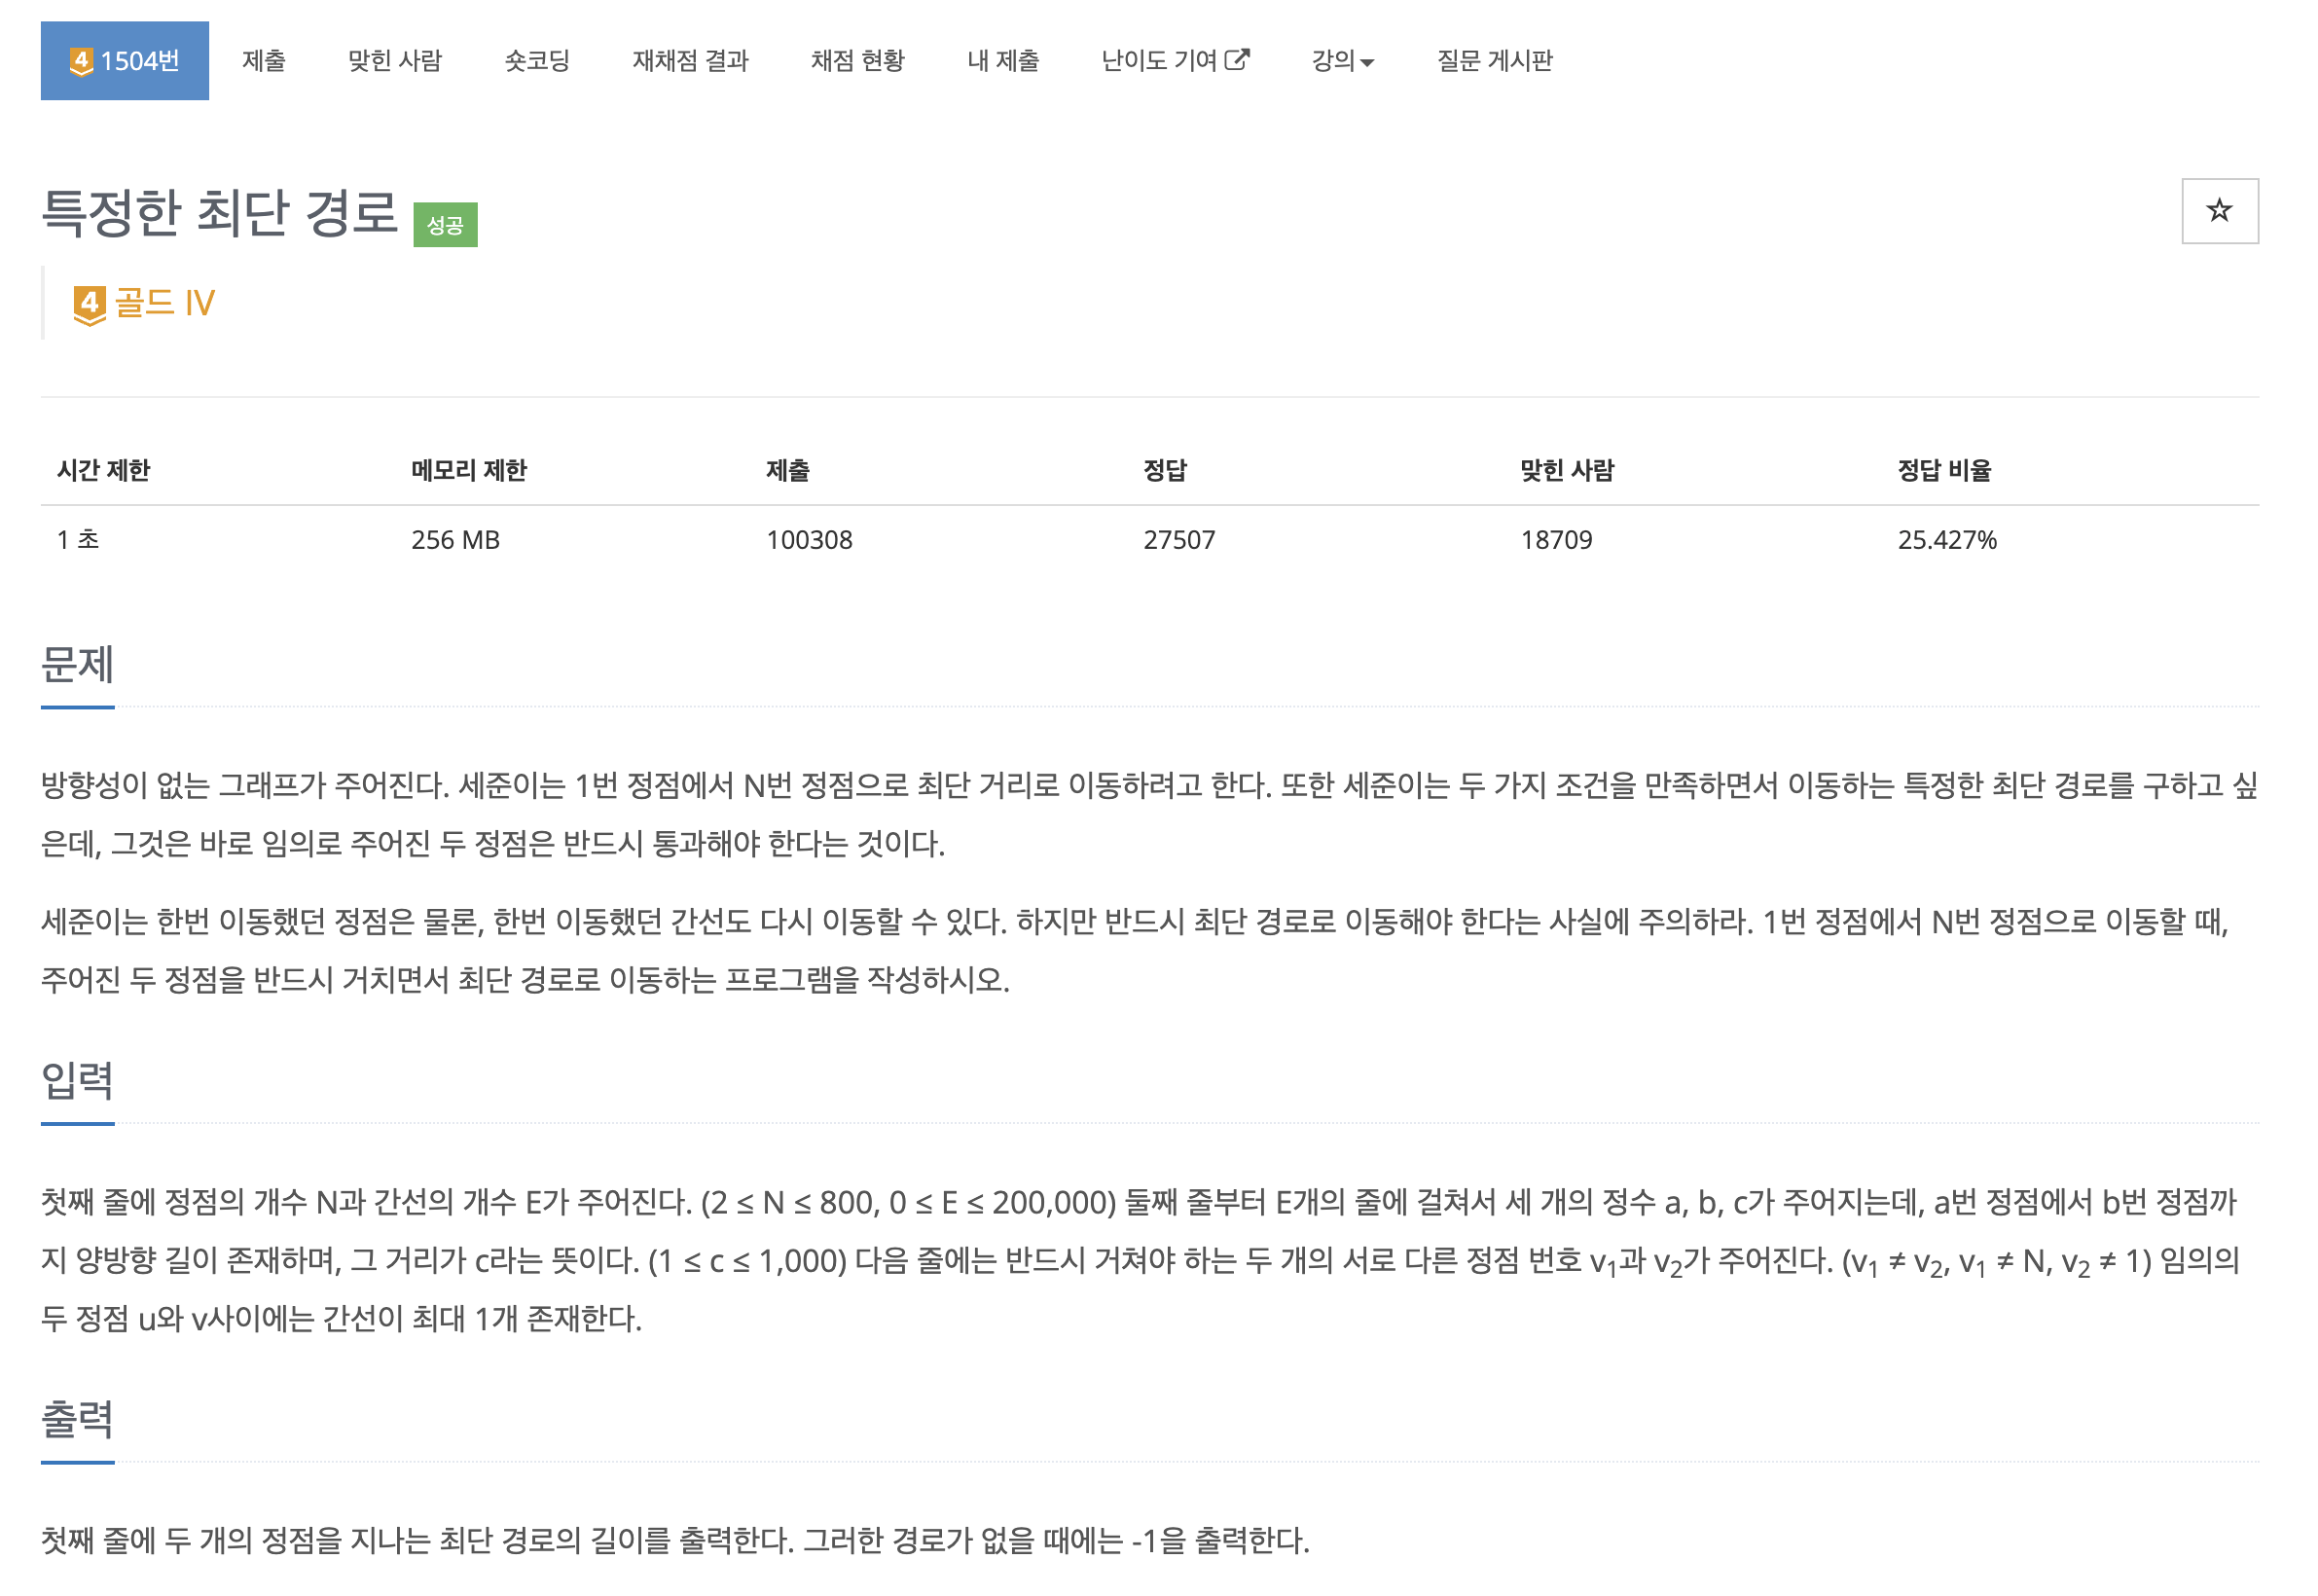 4 1504번 제출 맞힌 사람 숏코딩 재채점 결과 채점 현황 내 제출 난이도 기여 강의 질문 게시판
특정한 최단 경로 성공
4 골드 IV
시간 제한 메모리 제한 제출 정답 맞힌 사람 정답 비율
1 초 256 MB 100308 27507 18709 25.427%
문제
방향성이 없는 그래프가 주어진다. 세준이는 1번 정점에서 N번 정점으로 최단 거리로 이동하려고 한다. 또한 세준이는 두 가지 조건을 만족하면서 이동하는 특정한 최단 경로를 구하고 싶
은데, 그것은 바로 임의로 주어진 두 정점은 반드시 통과해야 한다는 것이다.
세준이는 한번 이동했던 정점은 물론, 한번 이동했던 간선도 다시 이동할 수 있다. 하지만 반드시 최단 경로로 이동해야 한다는 사실에 주의하라. 1번 정점에서 N번 정점으로 이동할 때,
주어진 두 정점을 반드시 거치면서 최단 경로로 이동하는 프로그램을 작성하시오.
입력
첫째 줄에 정점의 개수 N과 간선의 개수 E가 주어진다. (2 ≤ N ≤ 800, 0 ≤ E ≤ 200,000) 둘째 줄부터 E개의 줄에 걸쳐서 세 개의 정수 a, b, c가 주어지는데, a번 정점에서 b번 정점까
지 양방향 길이 존재하며, 그 거리가 c라는 뜻이다. (1 ≤ c ≤ 1,000) 다음 줄에는 반드시 거쳐야 하는 두 개의 서로 다른 정점 번호 v₁과 v₂가 주어진다. (v₁ ≠ v₂, v₁ ≠ N, v₂ ≠ 1) 임의의
두 정점 u와 v사이에는 간선이 최대 1개 존재한다.
출력
첫째 줄에 두 개의 정점을 지나는 최단 경로의 길이를 출력한다. 그러한 경로가 없을 때에는 -1을 출력한다.